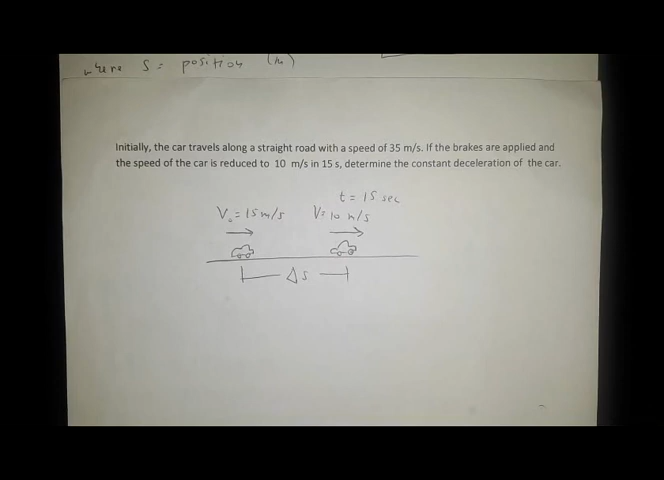 where S = position (m)
Initially, the car travels along a straight road with a speed of 35 m/s. If the brakes are applied and
the speed of the car is reduced to 10 m/s in 15 s, determine the constant deceleration of the car.
t = 15 sec
V₀ = 15 m/s V= 10 m/s
Δs